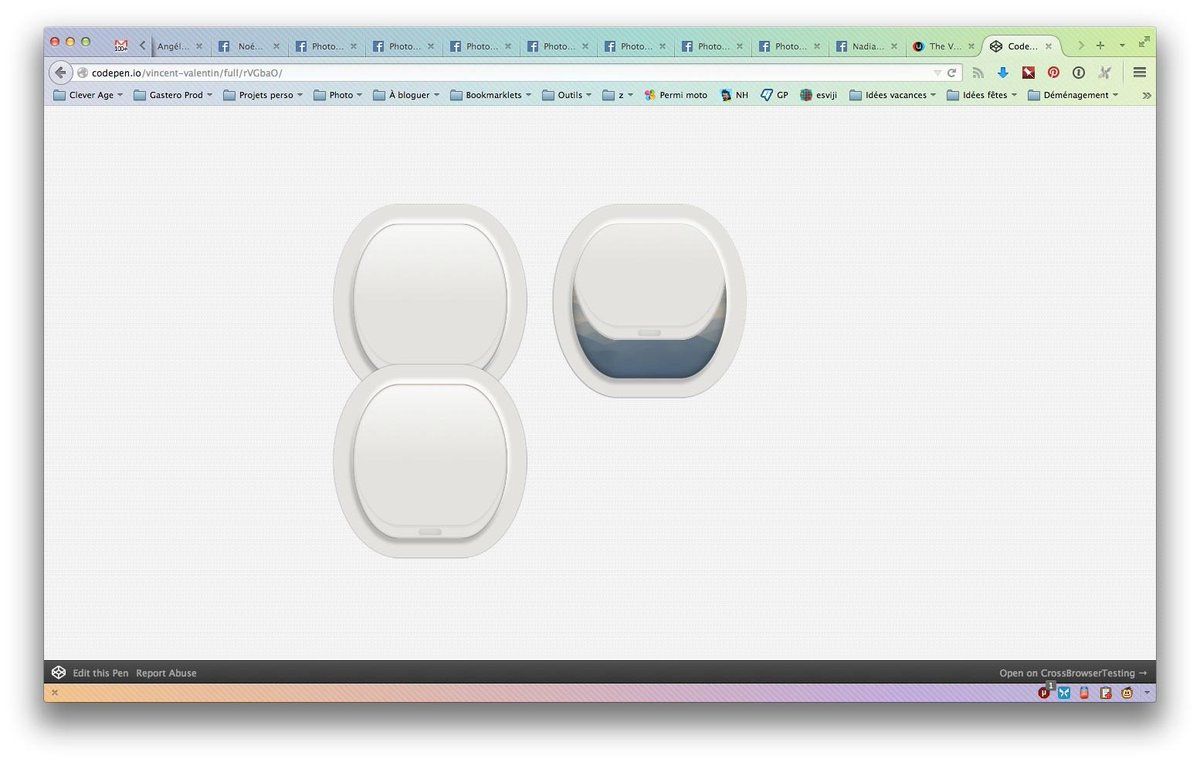 Angél... Noé... Photo... Photo... Photo... Photo... Photo... Photo... Photo... Nadia... The V... Code...
codepen.io/vincent-valentin/full/rVGbaO/
Clever Age Gastero Prod Projets perso Photo À bloguer Bookmarklets Outils z Permi moto NH GP esviji Idées vacances Idées fêtes Déménagement
Edit this Pen Report Abuse Open on CrossBrowserTesting →
1